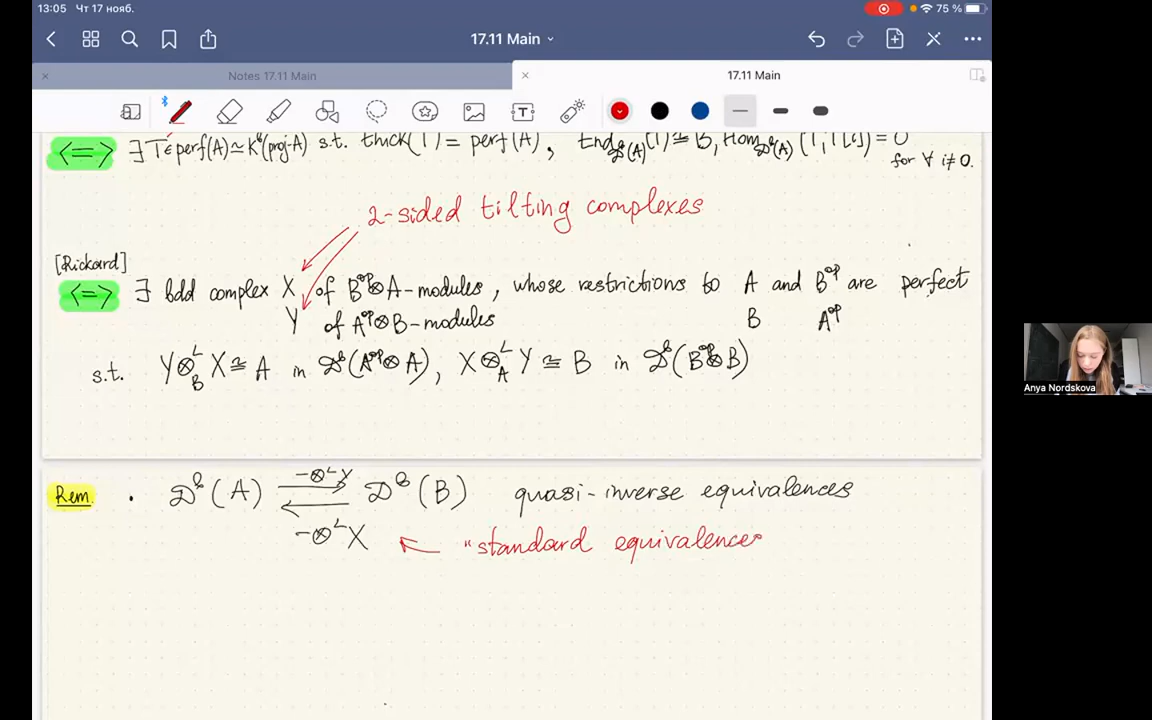 13:05 Чт 17 нояб.
75 %
17.11 Main
Notes 17.11 Main
17.11 Main
<=> ∃ T∈perf(A)≃K^b(proj-A) s.t. thick(T) = perf(A), End_{D^b(A)}(T)≅B, Hom_{D^b(A)}(T,T[i])=0
for ∀ i≠0.
2-sided tilting complexes
[Rickard]
<=> ∃ bdd complex X of B^op⊗A-modules, whose restrictions to A and B^op are perfect
Y of A^op⊗B-modules B A^op
s.t. Y⊗^L_B X≅A in D^b(A^op⊗A), X⊗^L_A Y≅B in D^b(B^op⊗B)
-⊗^L Y
Rem. · D^b(A) ⇄ D^b(B) quasi-inverse equivalences
-⊗^L X ← "standard equivalences
Anya Nordskova